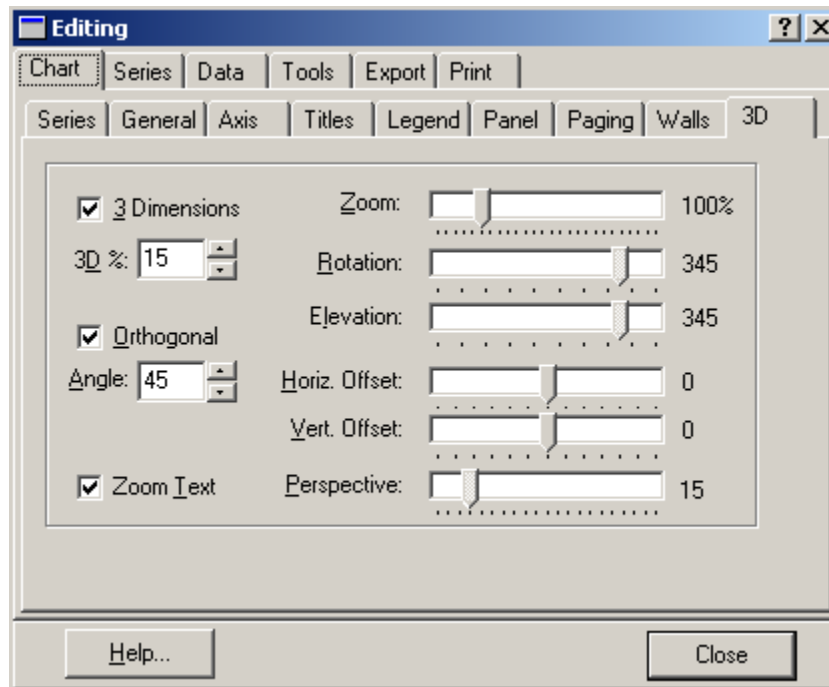 Editing
Chart Series Data Tools Export Print
Series General Axis Titles Legend Panel Paging Walls 3D
3 Dimensions Zoom: 100%
3D %: 15 Rotation: 345
Elevation: 345
Orthogonal
Angle: 45 Horiz. Offset: 0
Vert. Offset: 0
Zoom Text Perspective: 15
Help... Close